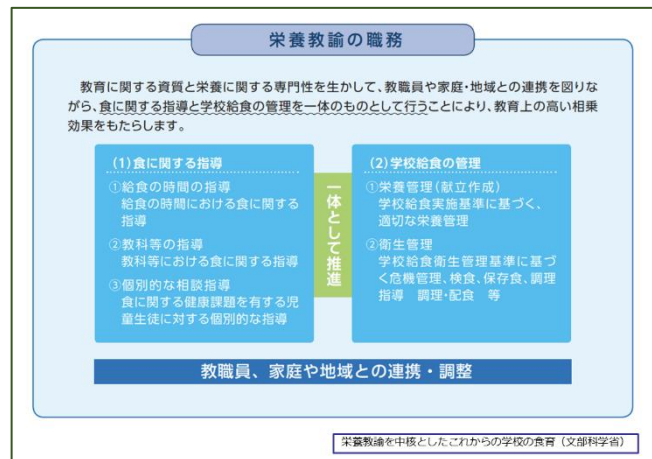 栄養教諭の職務
教育に関する資質と栄養に関する専門性を生かして、教職員や家庭・地域との連携を図りな
がら、食に関する指導と学校給食の管理を一体のものとして行うことにより、教育上の高い相乗
効果をもたらします。
(1)食に関する指導
①給食の時間の指導
給食の時間における食に関する
指導
②教科等の指導
教科等における食に関する指導
③個別的な相談指導
食に関する健康課題を有する児
童生徒に対する個別的な指導
一体として推進
(2)学校給食の管理
①栄養管理(献立作成)
学校給食実施基準に基づく、
適切な栄養管理
②衛生管理
学校給食衛生管理基準に基づ
く危機管理、検食、保存食、調理
指導 調理・配食 等
教職員、家庭や地域との連携・調整
栄養教諭を中核としたこれからの学校の食育(文部科学省)